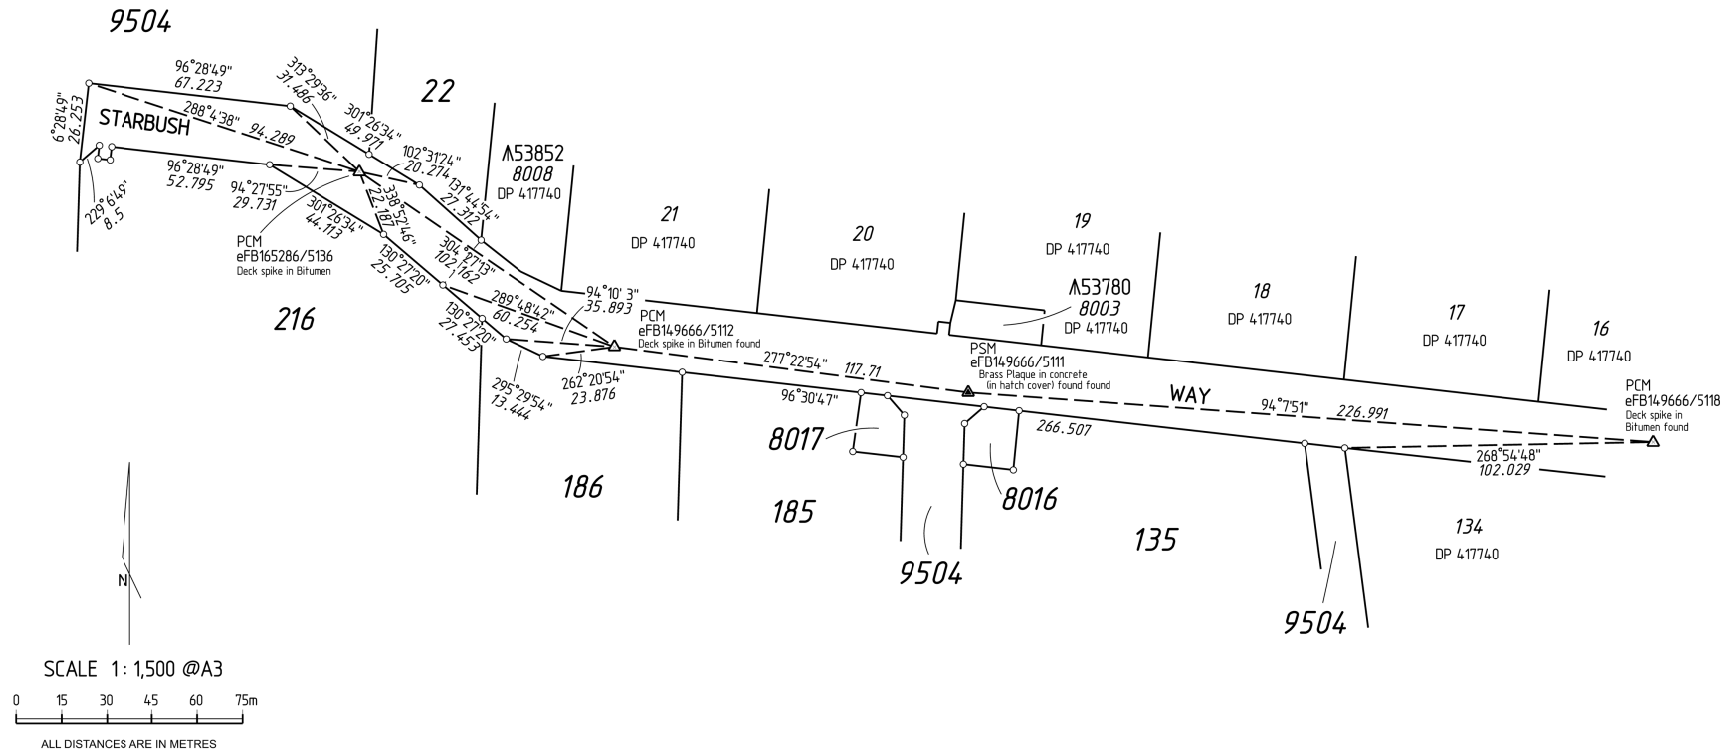 9504
96°28'49"
67.223
313°29'36"
31.486
22
301°26'34"
49.971
6°28'49"
26.253
STARBUSH
288°4'38" 94.289
102°31'24"
20.274
131°44'54"
27.312
⩚53852
8008
DP 417740
96°28'49"
52.795
94°27'55"
29.731
229°6'49"
8.5
301°26'34"
44.113
338°52'46"
22.187
304°27'13"
102.162
PCM
eFB165286/5136
Deck spike in Bitumen
130°27'20"
25.705
216
289°48'42"
60.254
130°27'20"
27.453
21
DP 417740
20
DP 417740
19
DP 417740
⩚53780
8003
DP 417740
18
DP 417740
17
DP 417740
16
DP 417740
94°10'3"
35.893
PCM
eFB149666/5112
Deck spike in Bitumen found
295°29'54"
13.444
262°20'54"
23.876
277°22'54" 117.71
PSM
eFB149666/5111
Brass Plaque in concrete
(in hatch cover) found found
WAY
94°7'51" 226.991
PCM
eFB149666/5118
Deck spike in
Bitumen found
96°30'47"
266.507
268°54'48"
102.029
8017
8016
186
185
135
134
DP 417740
9504
9504
N
SCALE 1: 1,500 @A3
0 15 30 45 60 75m
ALL DISTANCES ARE IN METRES